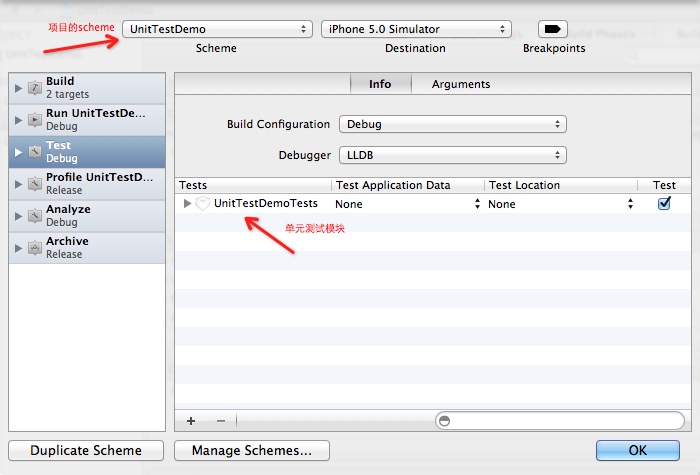 项目的scheme
UnitTestDemo
iPhone 5.0 Simulator
Scheme
Destination
Breakpoints
Build
2 targets
Run UnitTestDe...
Debug
Test
Debug
Profile UnitTestD...
Release
Analyze
Debug
Archive
Release
Info
Arguments
Build Configuration
Debug
Debugger
LLDB
Tests
Test Application Data
Test Location
Test
UnitTestDemoTests
None
None
单元测试模块
+
-
Duplicate Scheme
Manage Schemes...
OK